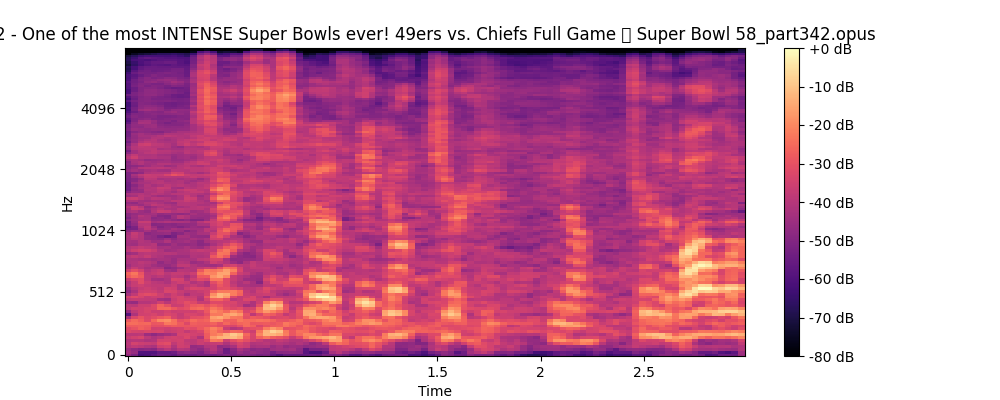 2 - One of the most INTENSE Super Bowls ever! 49ers vs. Chiefs Full Game ▯ Super Bowl 58_part342.opus
+0 dB
4096
-10 dB
-20 dB
2048
-30 dB
Hz
1024
-40 dB
-50 dB
512
-60 dB
-70 dB
0
-80 dB
0 0.5 1 1.5 2 2.5
Time